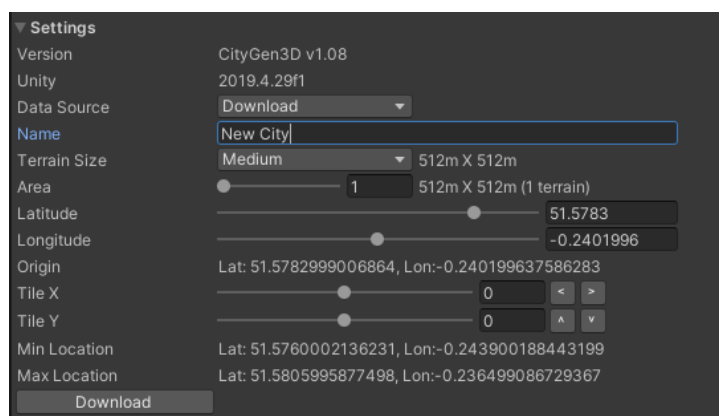 Settings
Version CityGen3D v1.08
Unity 2019.4.29f1
Data Source Download
Name New City
Terrain Size Medium 512m X 512m
Area 1 512m X 512m (1 terrain)
Latitude 51.5783
Longitude -0.2401996
Origin Lat: 51.5782999006864, Lon:-0.240199637586283
Tile X 0 < >
Tile Y 0 ʌ v
Min Location Lat: 51.5760002136231, Lon:-0.243900188443199
Max Location Lat: 51.5805995877498, Lon:-0.236499086729367
Download